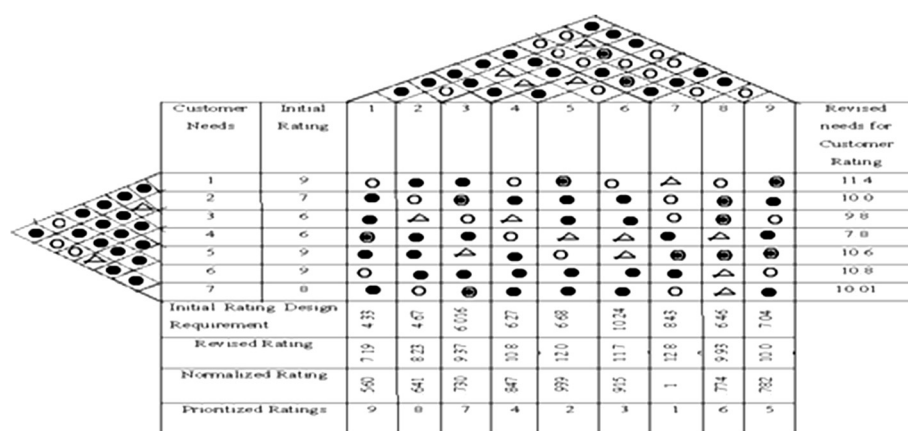 Customer Needs Initial Rating 1 2 3 4 5 6 7 8 9 Revised needs for Customer Rating
1 9 11.4
2 7 10.0
3 6 9.8
4 6 7.8
5 9 10.6
6 9 10.8
7 8 10.01
Initial Rating Design Requirement 4.33 4.67 6.016 6.27 6.68 10.24 8.43 6.46 7.04
Revised Rating 7.19 8.23 9.37 10.8 12.0 11.7 12.8 9.93 10.0
Normalized Rating 560 641 730 847 939 915 1 774 782
Prioritized Ratings 9 8 7 4 2 3 1 6 5